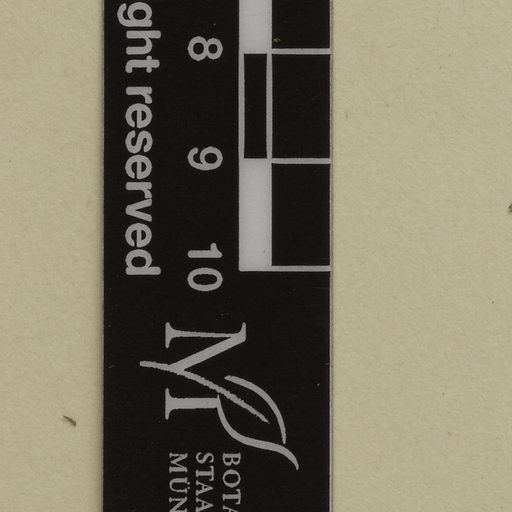 ght reserved
8
9
10
M
BOTA
STAA
MÜN